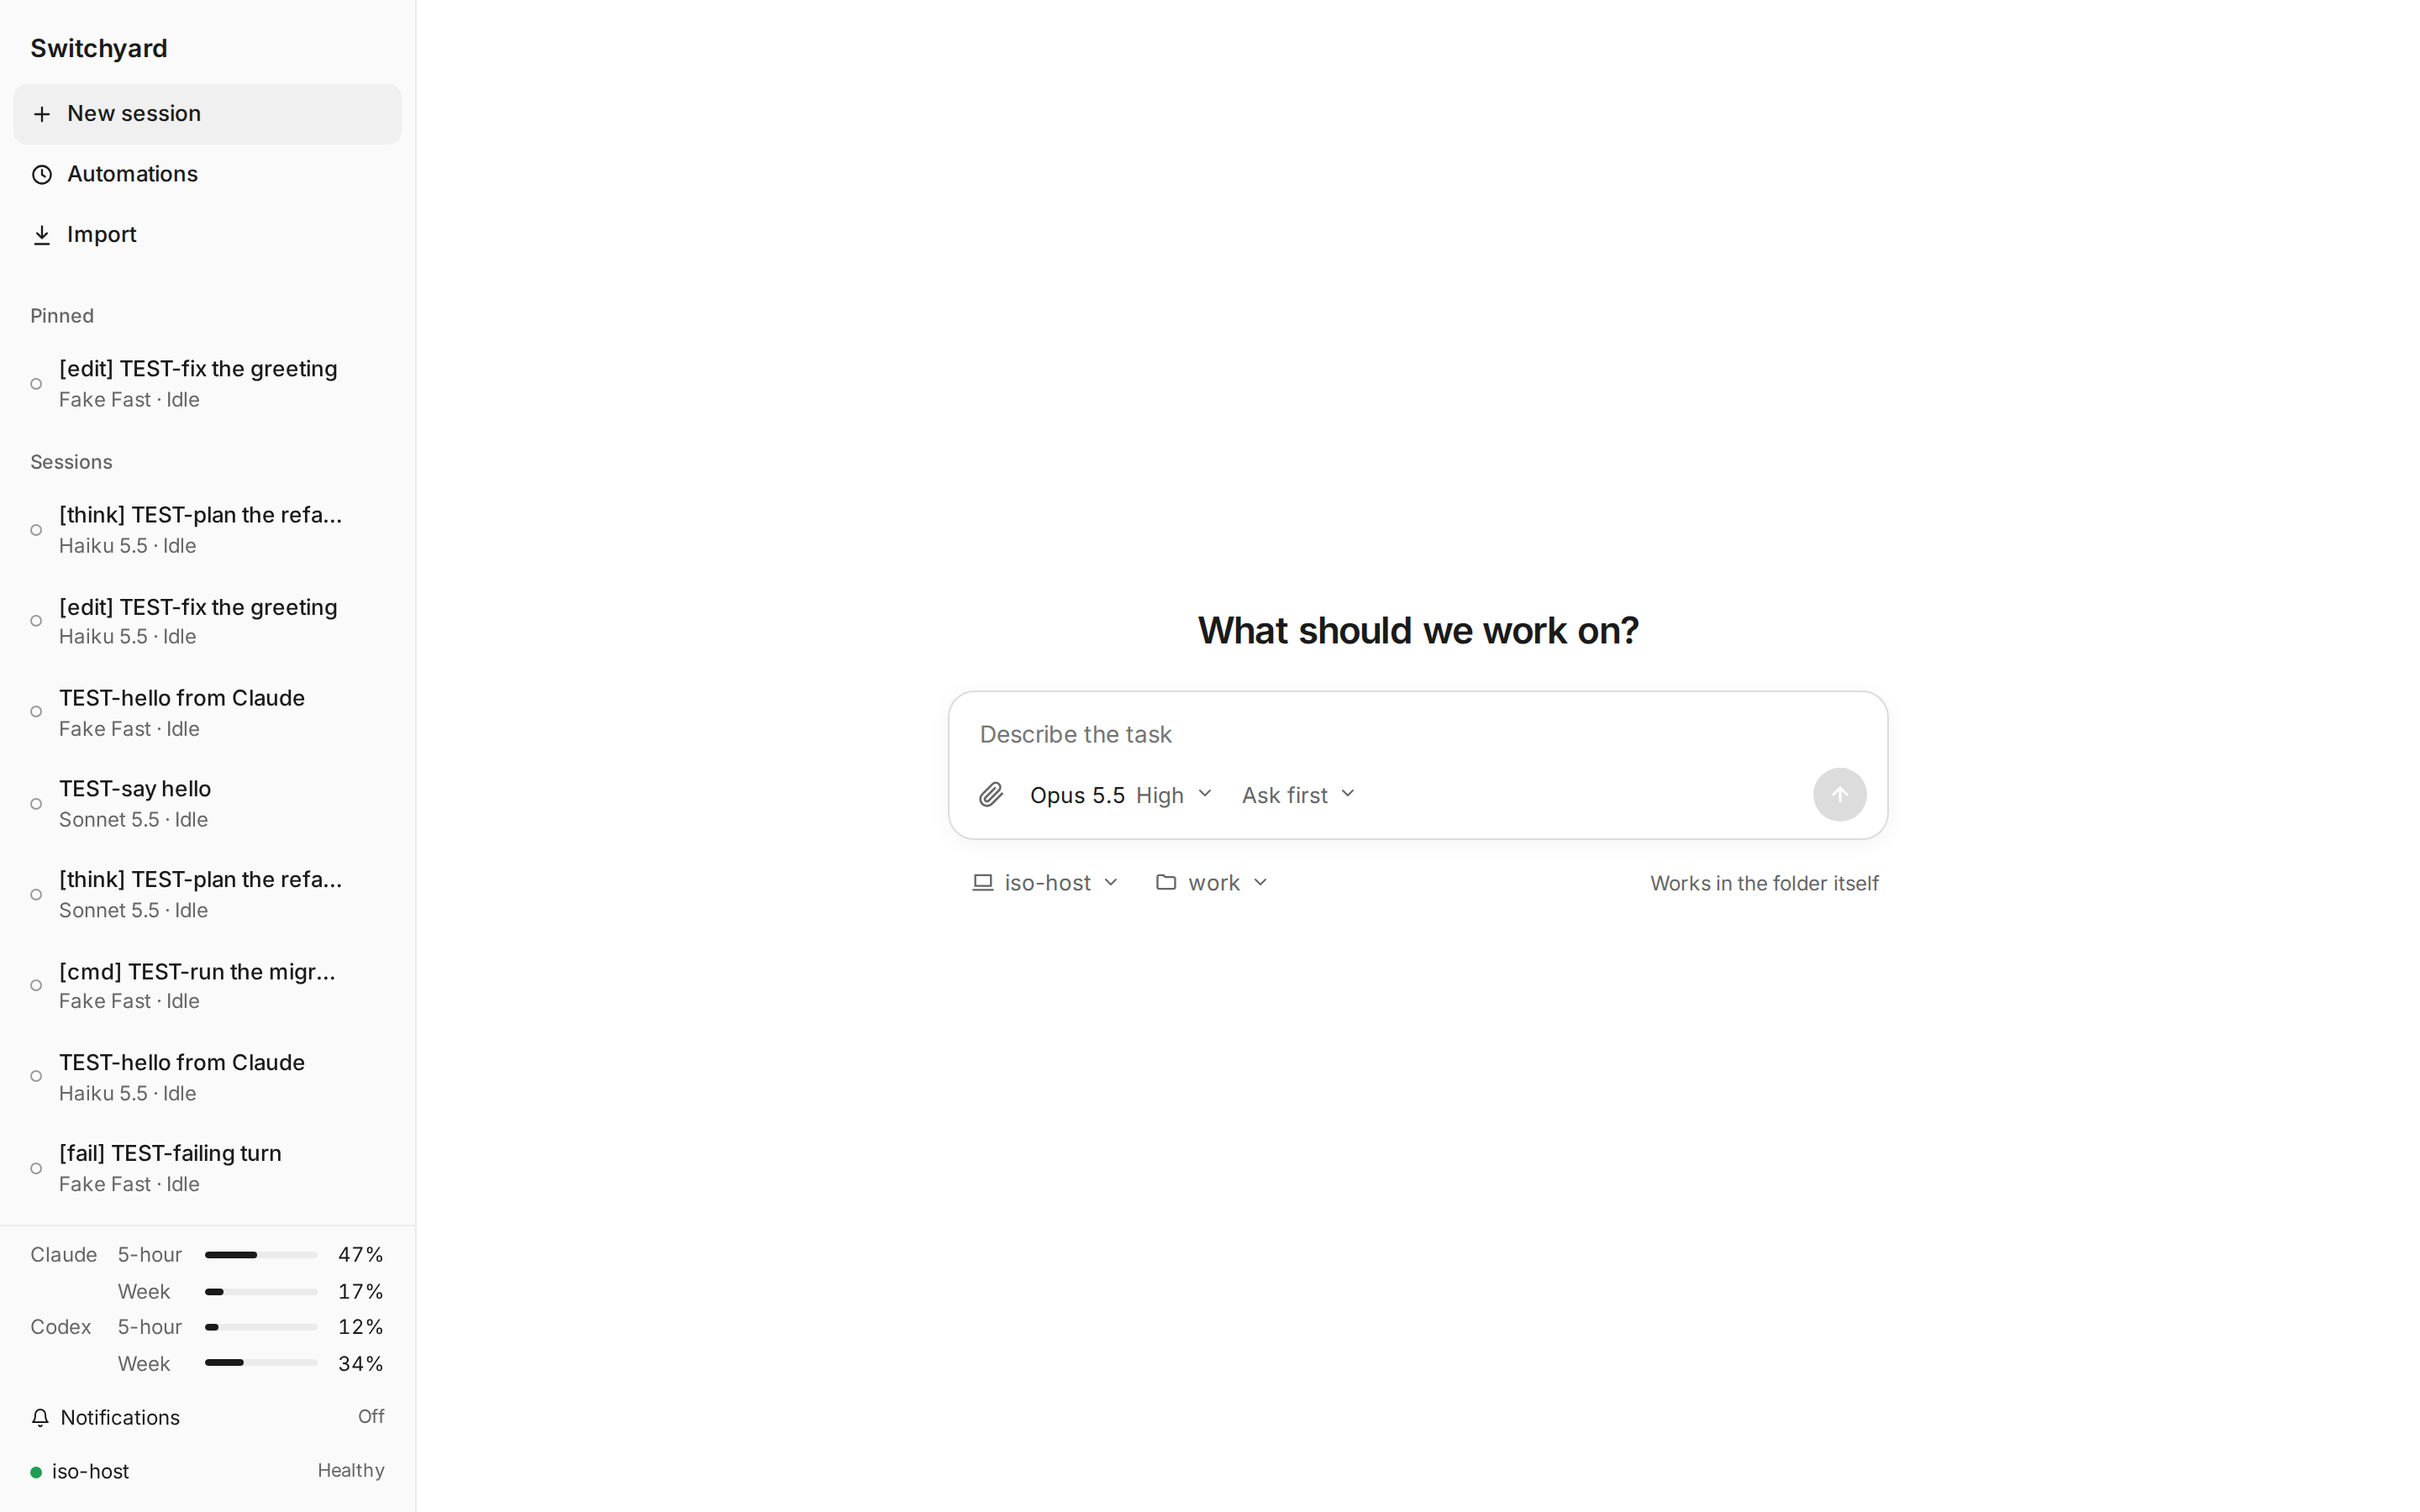 Switchyard
New session
Automations
Import
Pinned
[edit] TEST-fix the greeting
Fake Fast · Idle
Sessions
[think] TEST-plan the refa...
Haiku 5.5 · Idle
[edit] TEST-fix the greeting
Haiku 5.5 · Idle
TEST-hello from Claude
Fake Fast · Idle
TEST-say hello
Sonnet 5.5 · Idle
[think] TEST-plan the refa...
Sonnet 5.5 · Idle
[cmd] TEST-run the migr...
Fake Fast · Idle
TEST-hello from Claude
Haiku 5.5 · Idle
[fail] TEST-failing turn
Fake Fast · Idle
Claude 5-hour 47%
Week 17%
Codex 5-hour 12%
Week 34%
Notifications Off
iso-host Healthy
What should we work on?
Describe the task
Opus 5.5 High Ask first
iso-host work Works in the folder itself